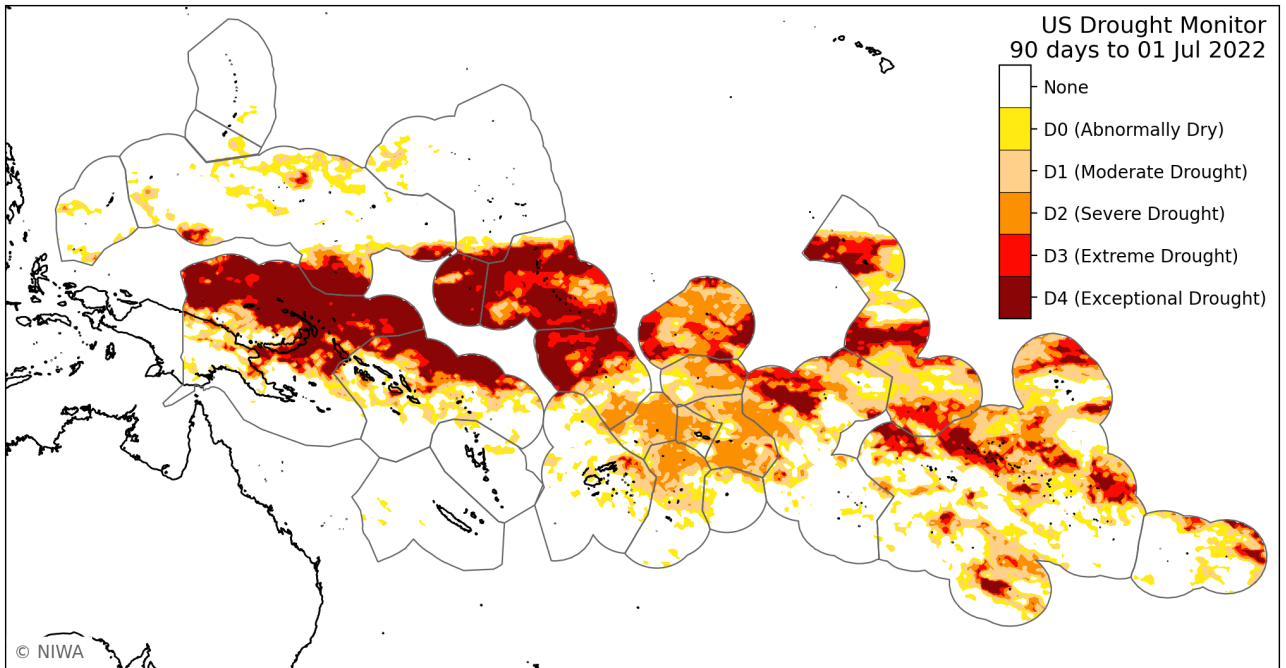 US Drought Monitor
90 days to 01 Jul 2022
None
D0 (Abnormally Dry)
D1 (Moderate Drought)
D2 (Severe Drought)
D3 (Extreme Drought)
D4 (Exceptional Drought)
© NIWA